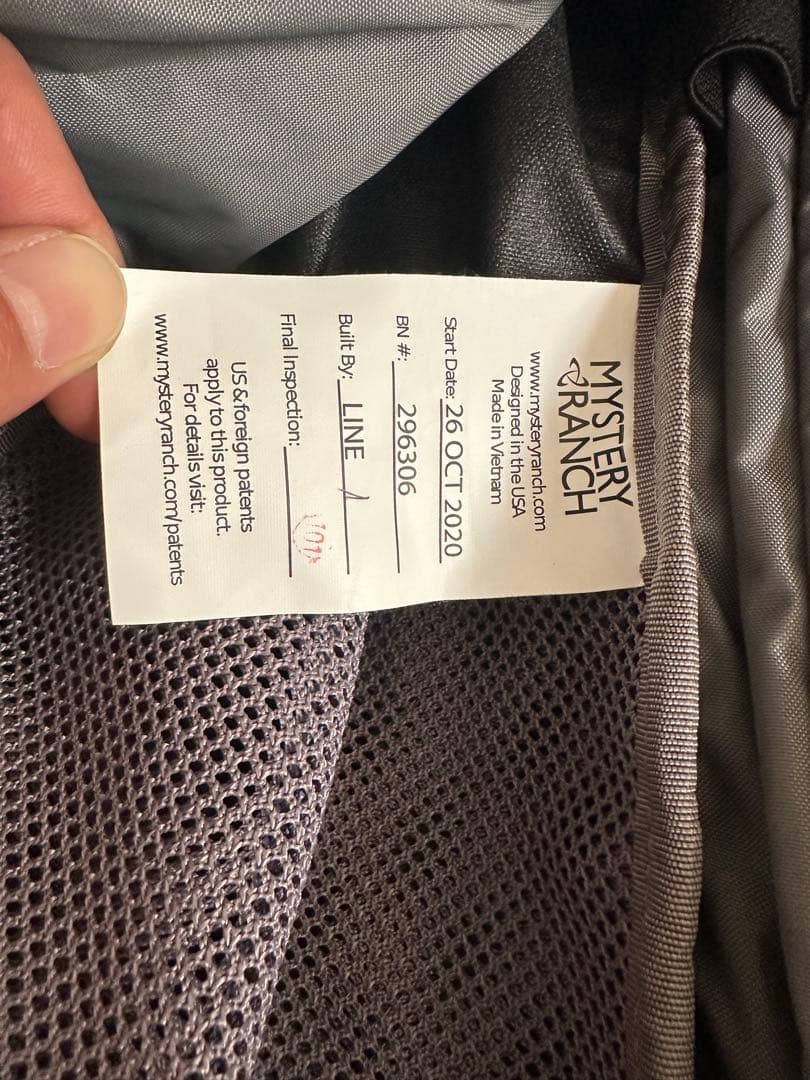 MYSTERY
RANCH
www.mysteryranch.com
Designed in the USA
Made in Vietnam
Start Date: 26 OCT 2020
BN #: 296306
Built By: LINE 1
Final Inspection:
US & foreign patents
apply to this product.
For details visit:
www.mysteryranch.com/patents